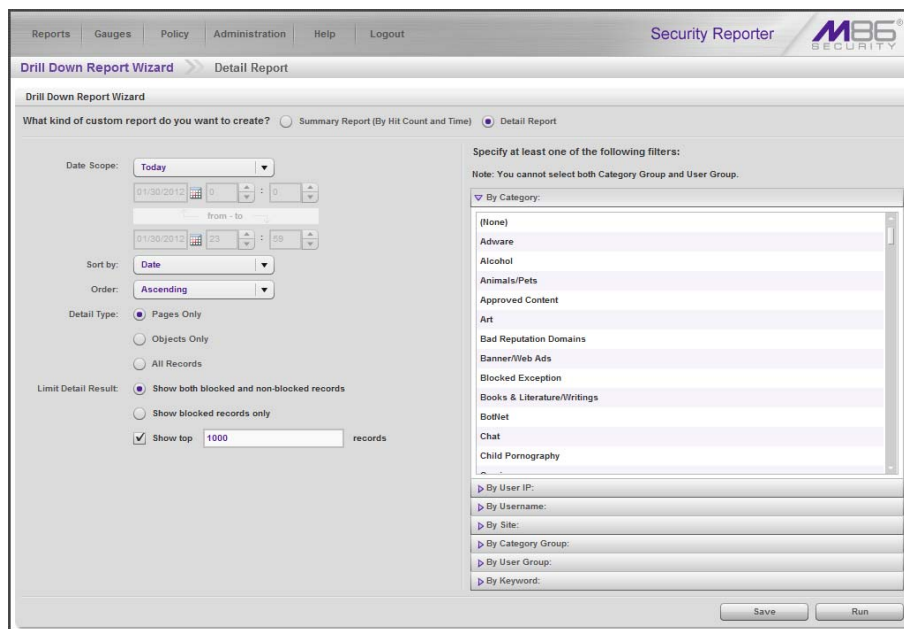 Reports Gauges Policy Administration Help Logout Security Reporter M86® SECURITY
Drill Down Report Wizard Detail Report
Drill Down Report Wizard
What kind of custom report do you want to create? Summary Report (By Hit Count and Time) Detail Report
Specify at least one of the following filters:
Note: You cannot select both Category Group and User Group.
Date Scope: Today
01/30/2012 0 : 0
from - to
01/30/2012 23 : 59
Sort by: Date
Order: Ascending
Detail Type: Pages Only
Objects Only
All Records
Limit Detail Result: Show both blocked and non-blocked records
Show blocked records only
Show top 1000 records
By Category:
(None)
Adware
Alcohol
Animals/Pets
Approved Content
Art
Bad Reputation Domains
Banner/Web Ads
Blocked Exception
Books & Literature/Writings
BotNet
Chat
Child Pornography
By User IP:
By Username:
By Site:
By Category Group:
By User Group:
By Keyword:
Save Run